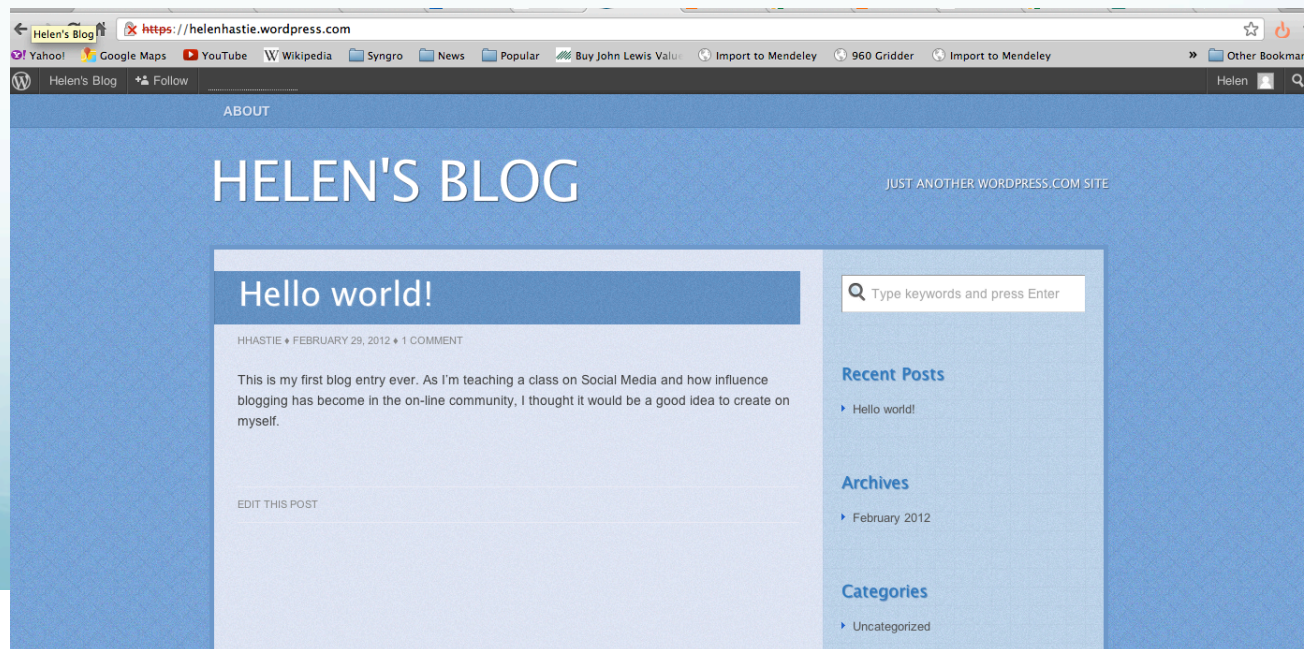 https://helenhastie.wordpress.com
Helen's Blog
Yahoo! Google Maps YouTube Wikipedia Syngro News Popular Buy John Lewis Value Import to Mendeley 960 Gridder Import to Mendeley » Other Bookmar
Helen's Blog Follow Helen
ABOUT
HELEN'S BLOG
JUST ANOTHER WORDPRESS.COM SITE
Hello world!
HHASTIE ♦ FEBRUARY 29, 2012 ♦ 1 COMMENT
This is my first blog entry ever. As I'm teaching a class on Social Media and how influence
blogging has become in the on-line community, I thought it would be a good idea to create on
myself.
EDIT THIS POST
Type keywords and press Enter
Recent Posts
Hello world!
Archives
February 2012
Categories
Uncategorized